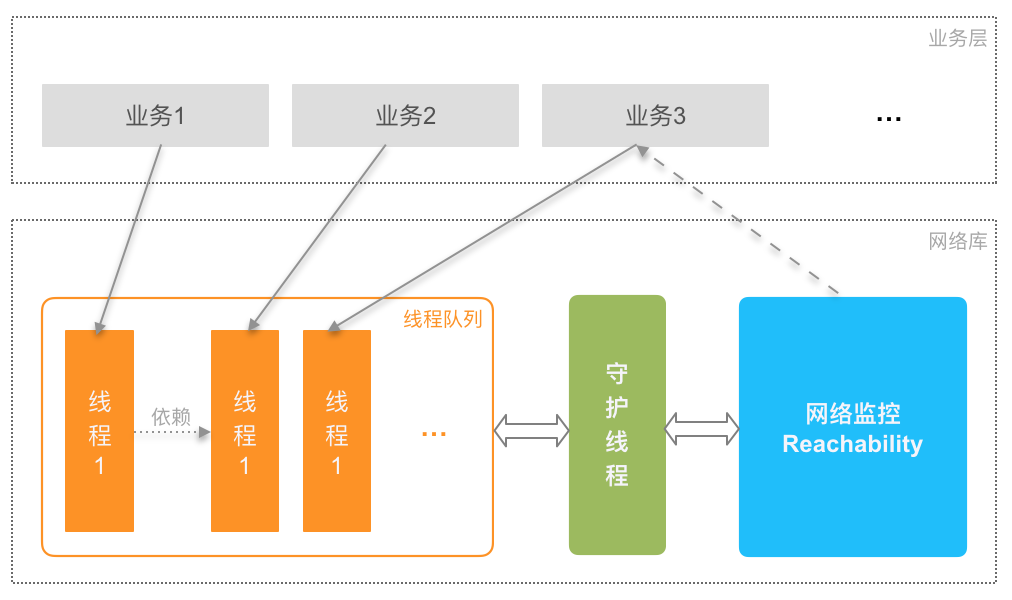 业务层
业务1
业务2
业务3
...
网络库
线程队列
线程1
依赖
线程1
线程1
...
守护线程
网络监控
Reachability